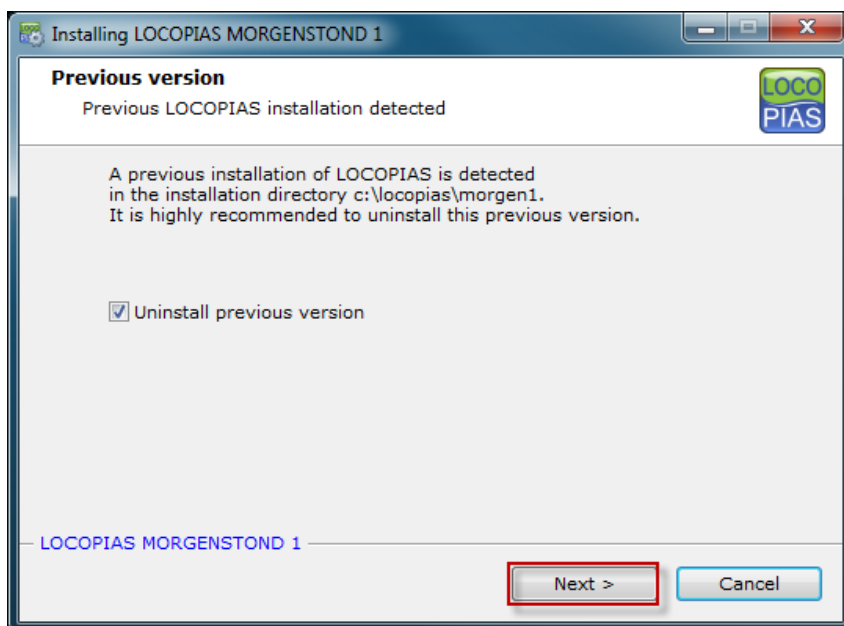 Installing LOCOPIAS MORGENSTOND 1
Previous version
Previous LOCOPIAS installation detected
LOCO
PIAS
A previous installation of LOCOPIAS is detected
in the installation directory c:\locopias\morgen1.
It is highly recommended to uninstall this previous version.
Uninstall previous version
LOCOPIAS MORGENSTOND 1
Next >
Cancel